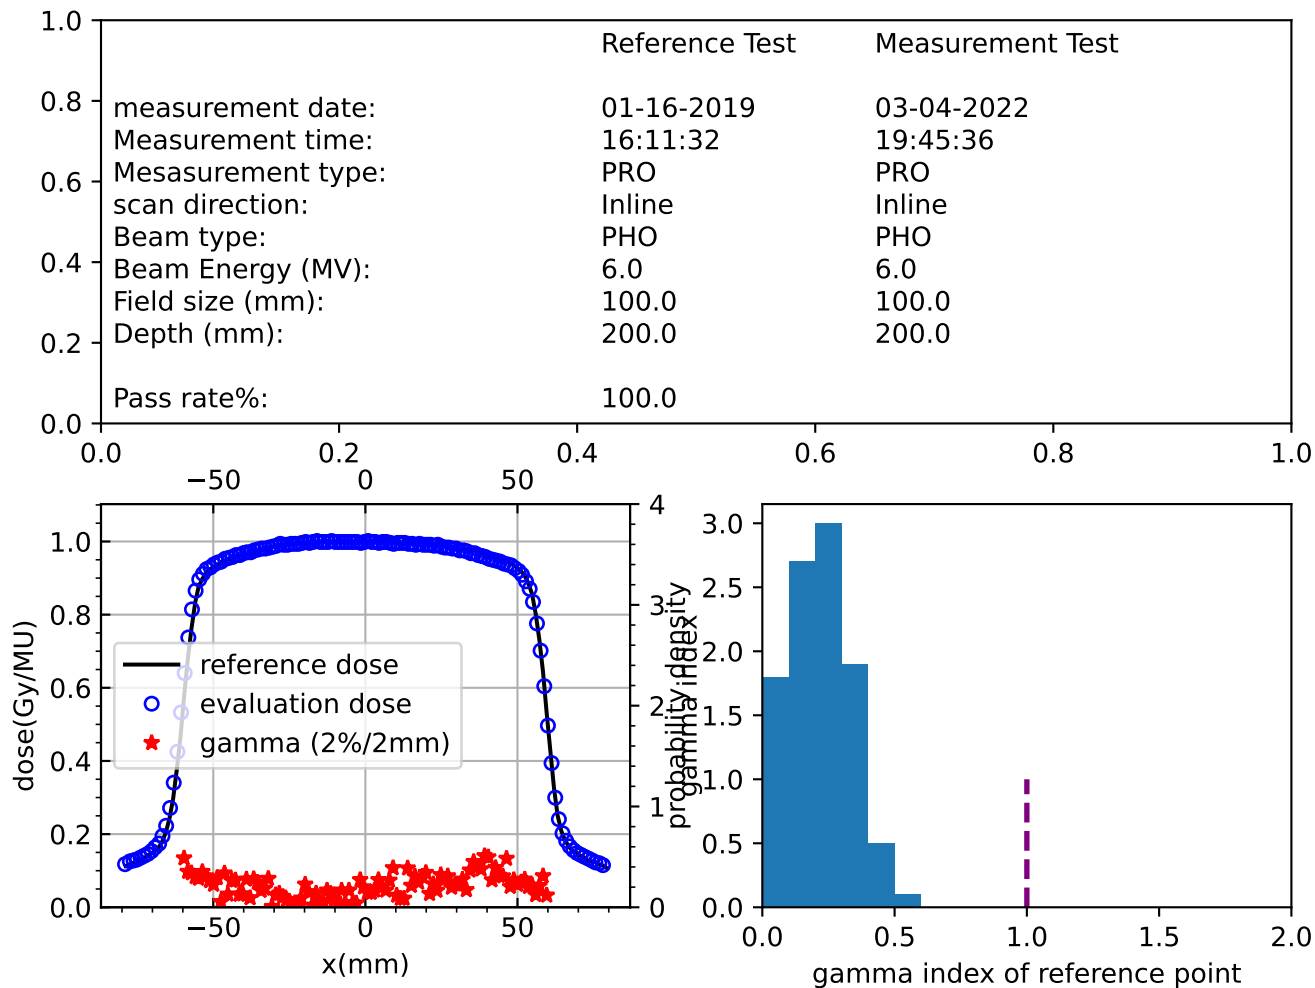 1.0
Reference Test Measurement Test
0.8
measurement date: 01-16-2019 03-04-2022
Measurement time: 16:11:32 19:45:36
0.6
Mesasurement type: PRO PRO
scan direction: Inline Inline
Beam type: PHO PHO
0.4
Beam Energy (MV): 6.0 6.0
Field size (mm): 100.0 100.0
0.2
Depth (mm): 200.0 200.0
Pass rate%: 100.0
0.0
0.0 0.2 0.4 0.6 0.8 1.0
−50 0 50
dose(Gy/MU)
1.0
0.8
0.6
0.4
0.2
0.0
reference dose
evaluation dose
gamma (2%/2mm)
4
3
2
1
0
gamma index
−50 0 50
x(mm)
probability density
3.0
2.5
2.0
1.5
1.0
0.5
0.0
0.0 0.5 1.0 1.5 2.0
gamma index of reference point